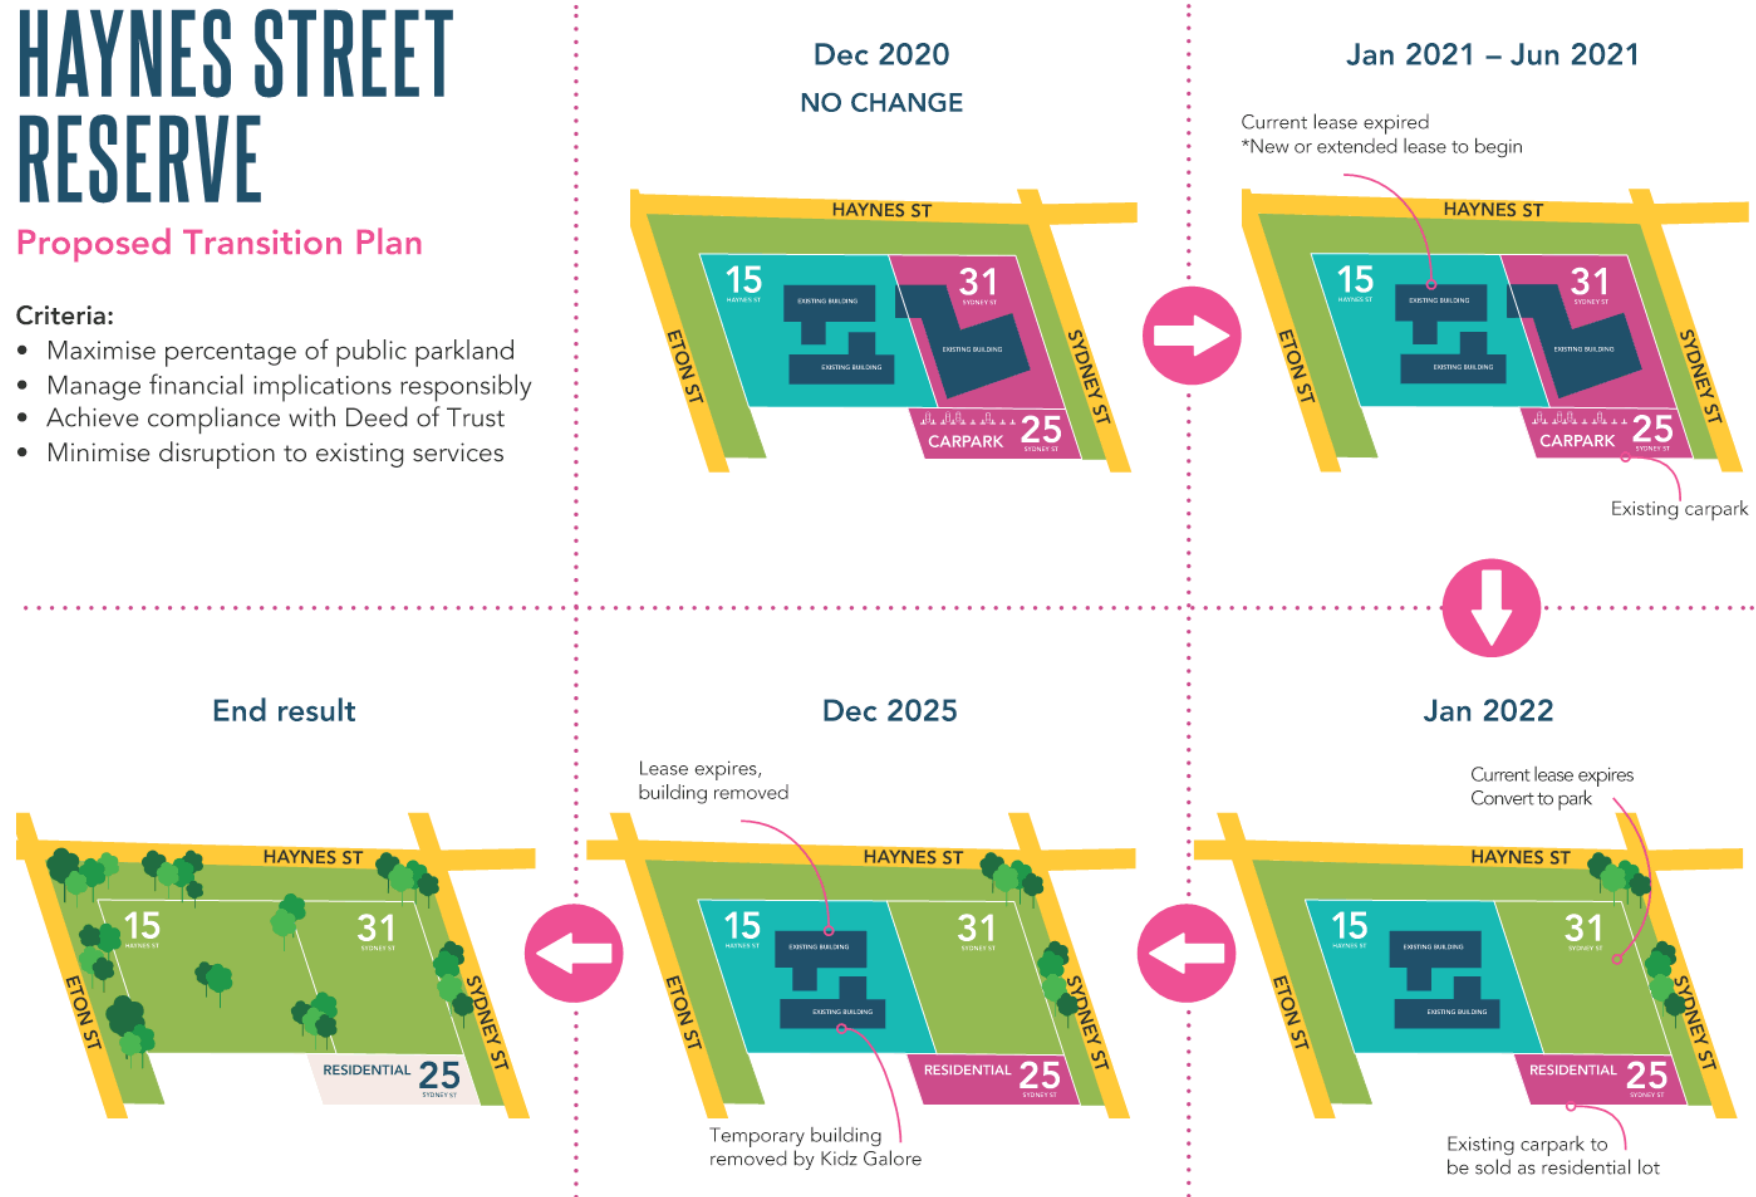 HAYNES STREET
RESERVE
Proposed Transition Plan
Criteria:
• Maximise percentage of public parkland
• Manage financial implications responsibly
• Achieve compliance with Deed of Trust
• Minimise disruption to existing services
Dec 2020
NO CHANGE
HAYNES ST
15
HAYNES ST
EXISTING BUILDING
31
SYDNEY ST
EXISTING BUILDING
EXISTING BUILDING
ETON ST
SYDNEY ST
CARPARK
25
SYDNEY ST
Jan 2021 – Jun 2021
Current lease expired
*New or extended lease to begin
HAYNES ST
15
HAYNES ST
EXISTING BUILDING
31
SYDNEY ST
EXISTING BUILDING
EXISTING BUILDING
ETON ST
SYDNEY ST
CARPARK
25
SYDNEY ST
Existing carpark
Jan 2022
Current lease expires
Convert to park
HAYNES ST
15
HAYNES ST
EXISTING BUILDING
31
SYDNEY ST
EXISTING BUILDING
ETON ST
SYDNEY ST
RESIDENTIAL
25
SYDNEY ST
Existing carpark to
be sold as residential lot
Dec 2025
Lease expires,
building removed
HAYNES ST
15
HAYNES ST
EXISTING BUILDING
31
SYDNEY ST
EXISTING BUILDING
ETON ST
SYDNEY ST
RESIDENTIAL
25
SYDNEY ST
Temporary building
removed by Kidz Galore
End result
HAYNES ST
15
HAYNES ST
31
SYDNEY ST
ETON ST
SYDNEY ST
RESIDENTIAL
25
SYDNEY ST